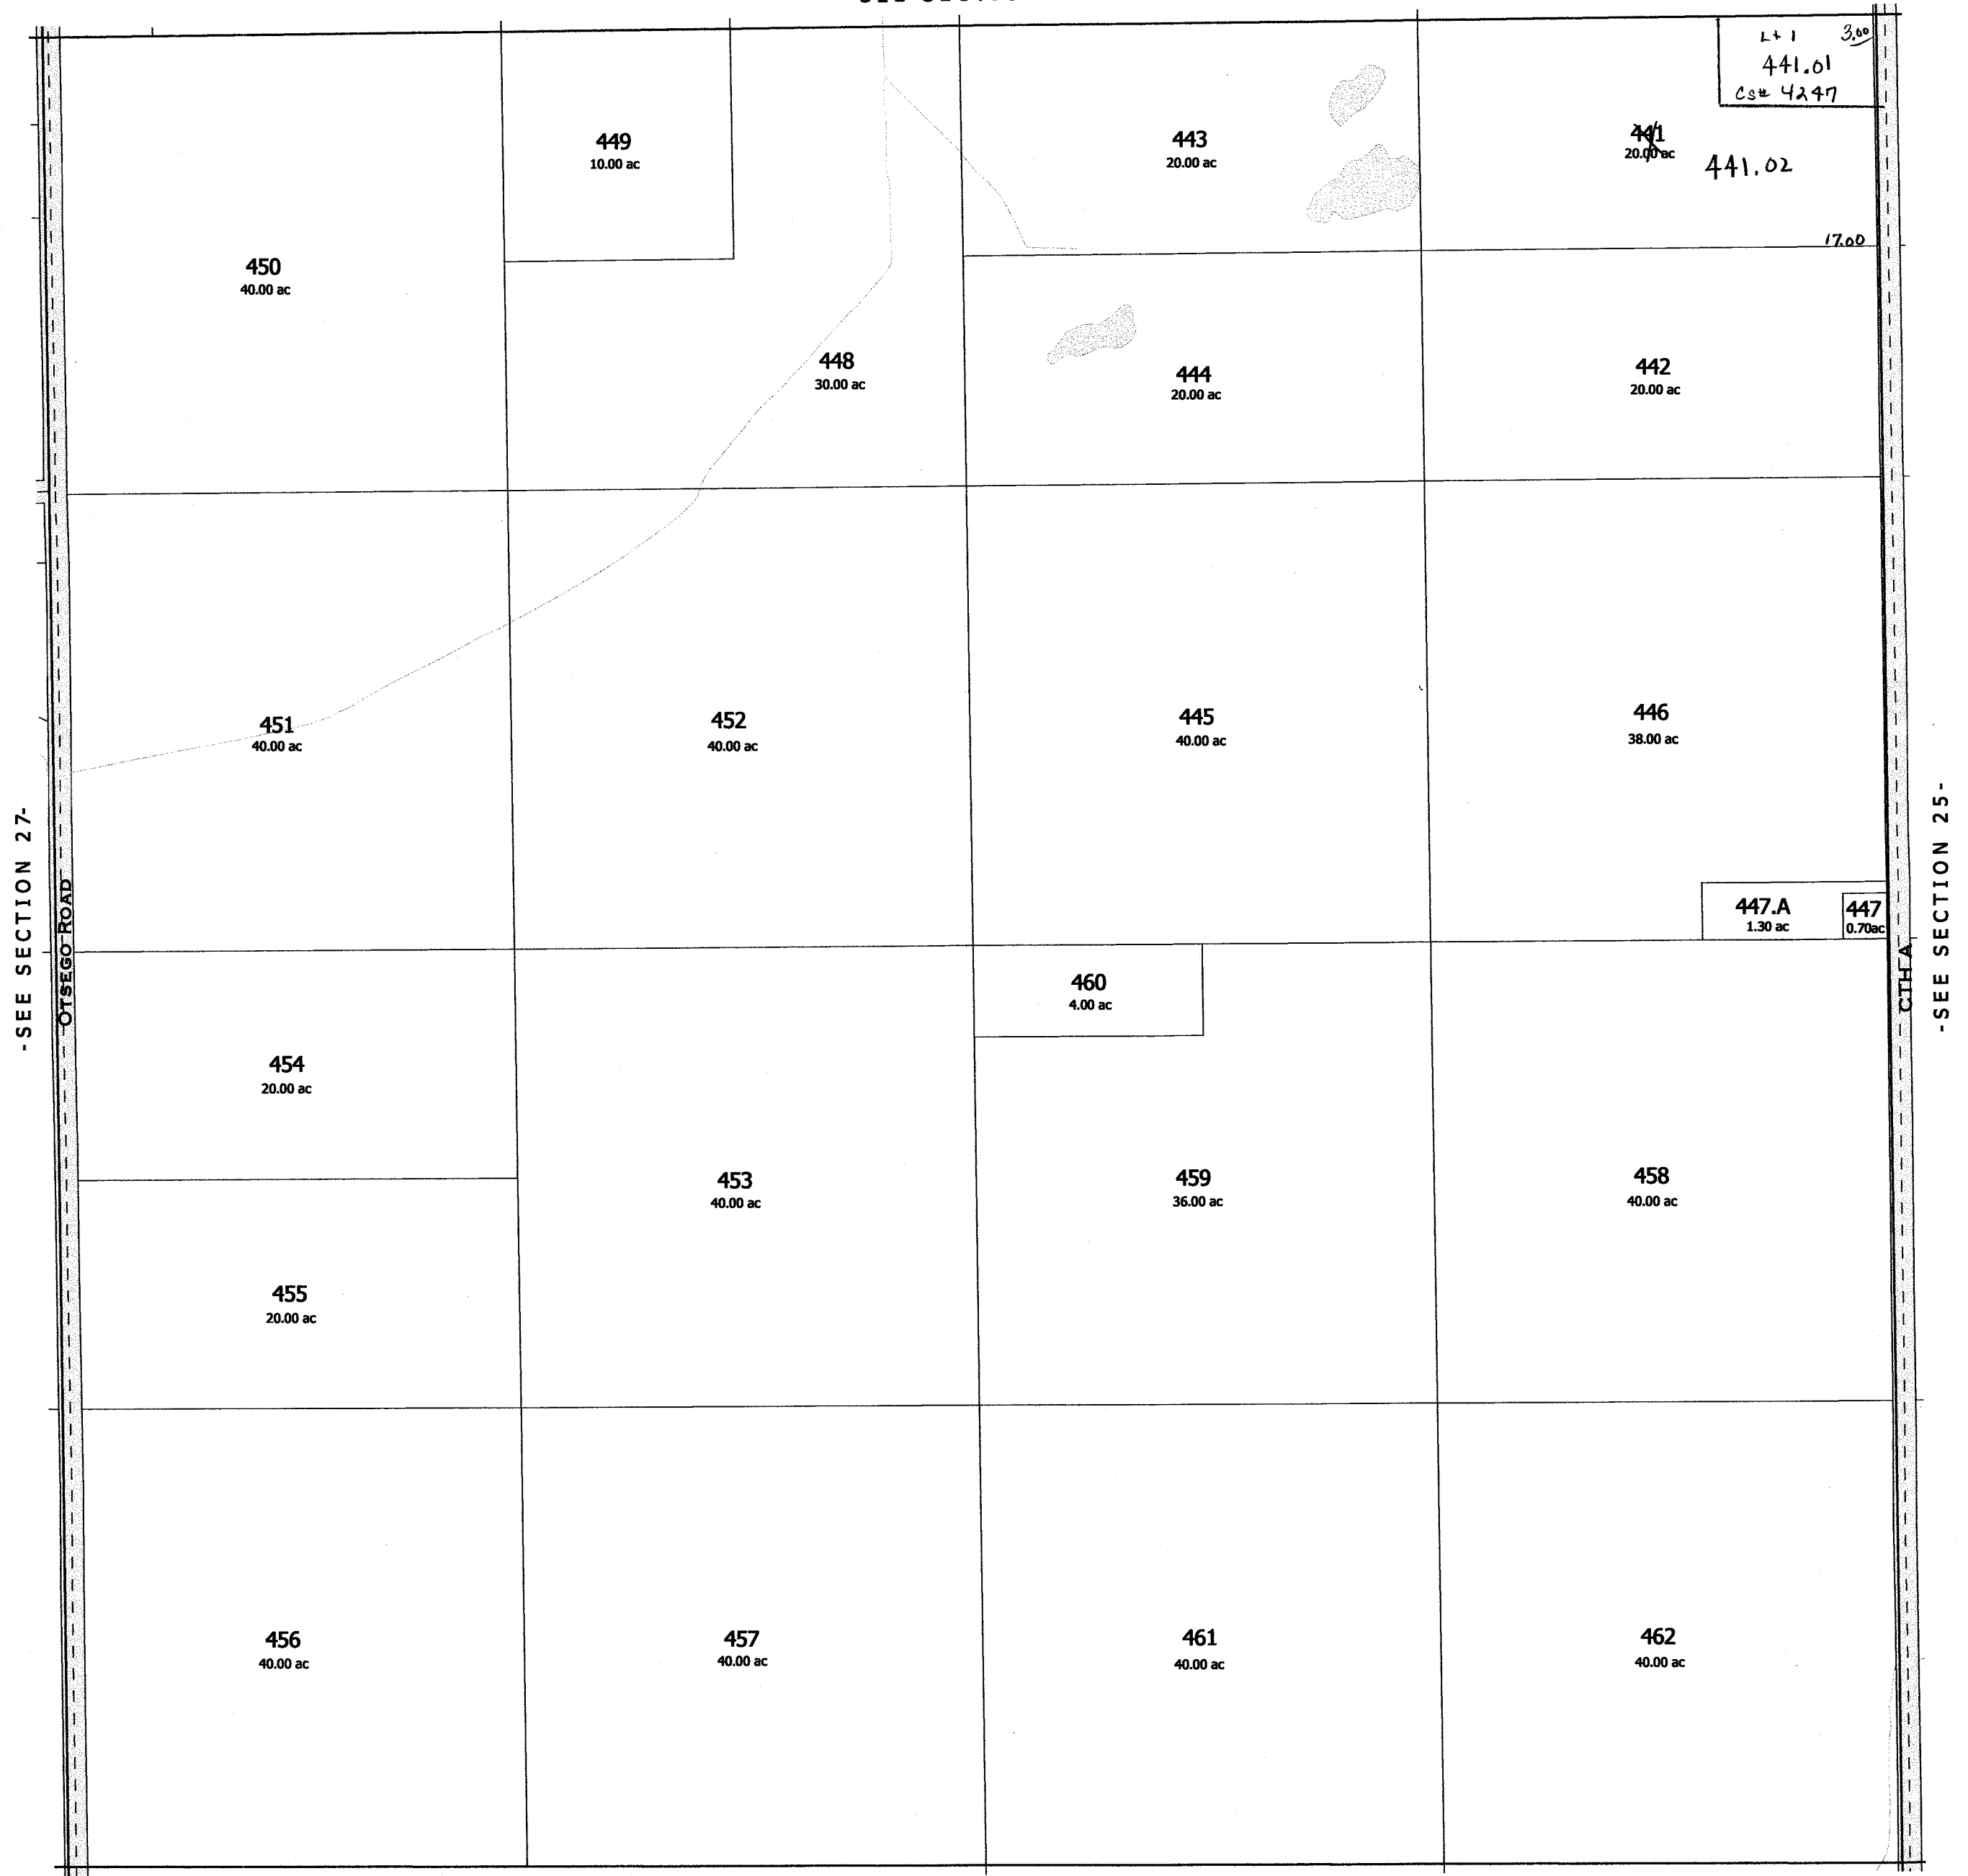 Lt 1 3.00
441.01
CS# 4247
449
10.00 ac
443
20.00 ac
441
20.00 ac
441.02
17.00
450
40.00 ac
448
30.00 ac
444
20.00 ac
442
20.00 ac
451
40.00 ac
452
40.00 ac
445
40.00 ac
446
38.00 ac
-SEE SECTION 27-
OTSEGO ROAD
447.A
1.30 ac
447
0.70ac
CTH A
-SEE SECTION 25-
460
4.00 ac
454
20.00 ac
453
40.00 ac
459
36.00 ac
458
40.00 ac
455
20.00 ac
456
40.00 ac
457
40.00 ac
461
40.00 ac
462
40.00 ac